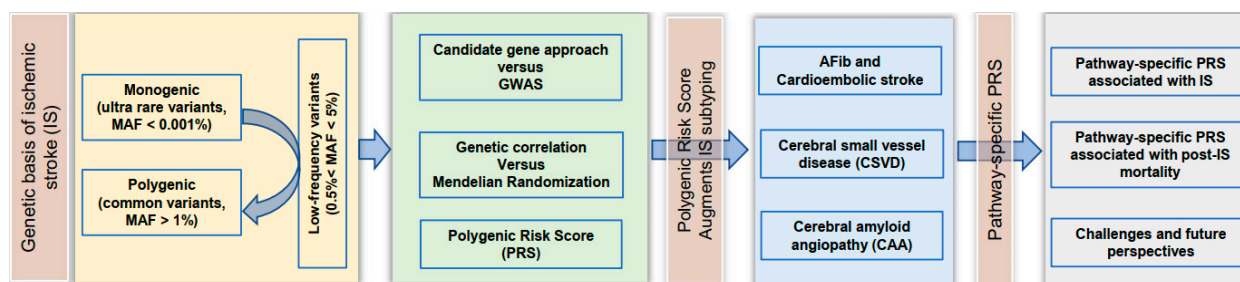 Genetic basis of ischemic
stroke (IS)
Monogenic
(ultra rare variants,
MAF < 0.001%)
Polygenic
(common variants,
MAF > 1%)
Low-frequency variants
(0.5%< MAF < 5%)
Candidate gene approach
versus
GWAS
Genetic correlation
Versus
Mendelian Randomization
Polygenic Risk Score
(PRS)
Polygenic Risk Score
Augments IS subtyping
AFib and
Cardioembolic stroke
Cerebral small vessel
disease (CSVD)
Cerebral amyloid
angiopathy (CAA)
Pathway-specific PRS
Pathway-specific PRS
associated with IS
Pathway-specific PRS
associated with post-IS
mortality
Challenges and future
perspectives